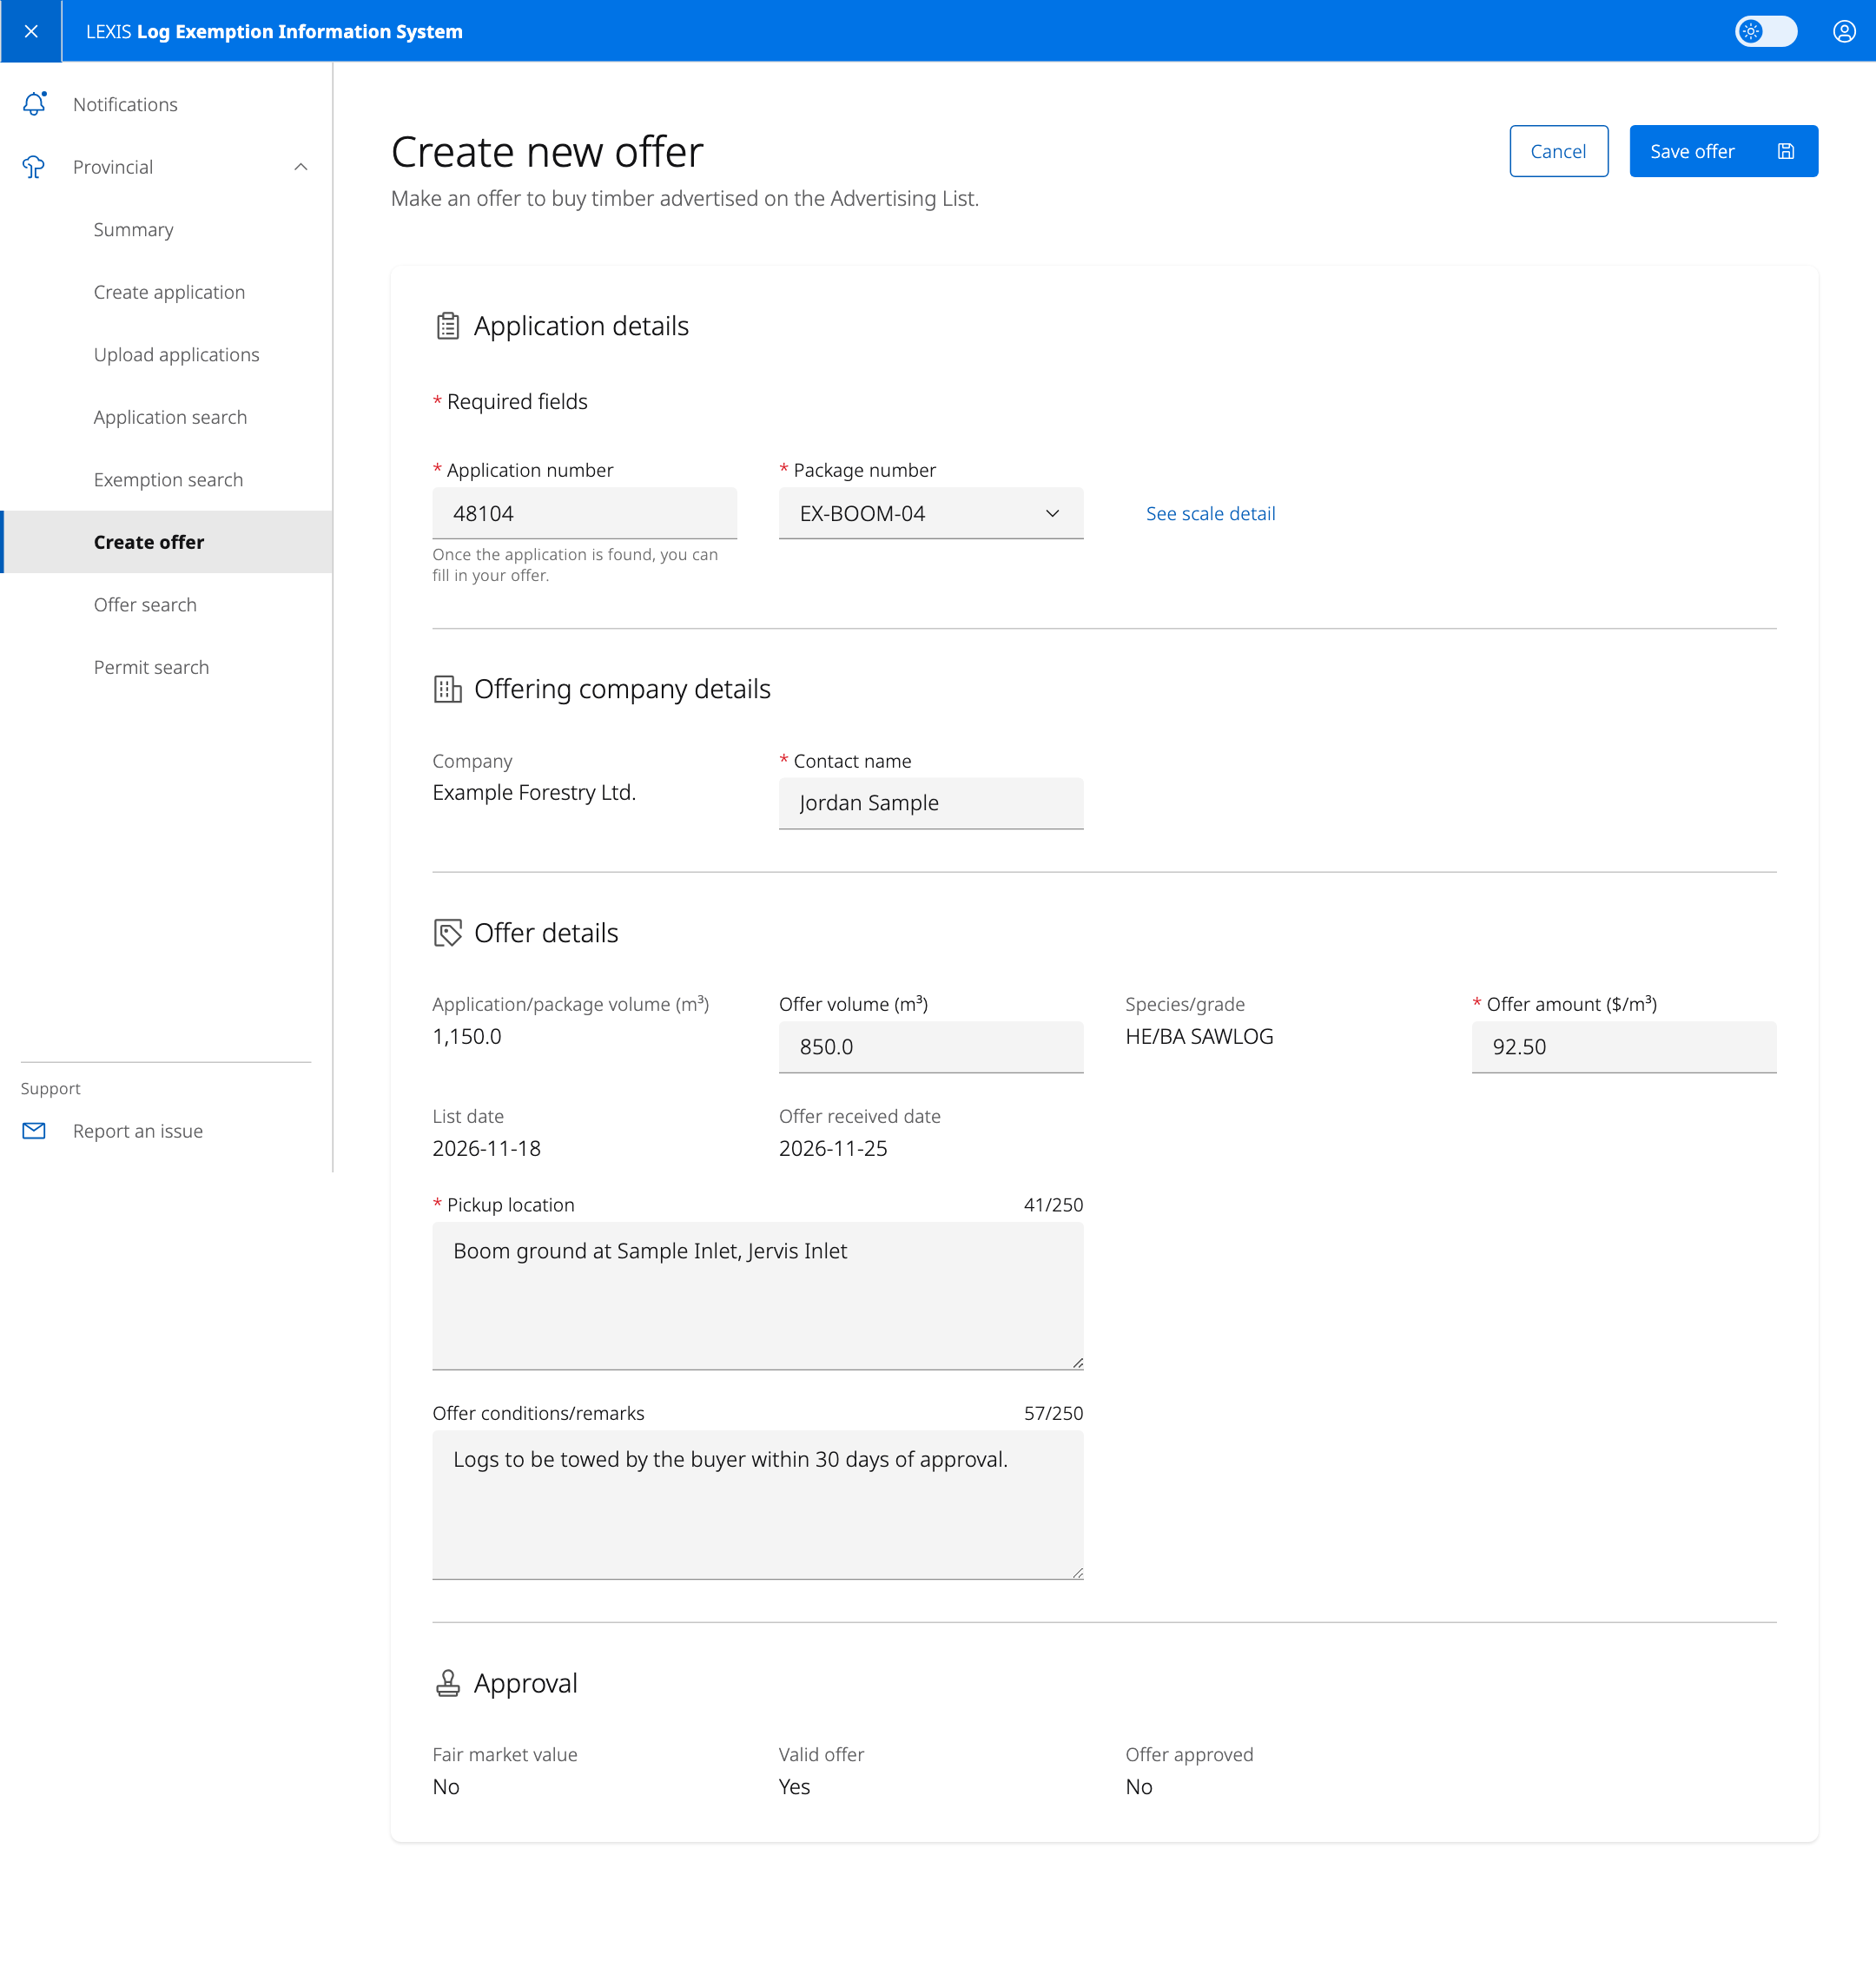 LEXIS Log Exemption Information System
Notifications
Provincial
Summary
Create application
Upload applications
Application search
Exemption search
Create offer
Offer search
Permit search
Support
Report an issue
Create new offer
Make an offer to buy timber advertised on the Advertising List.
Cancel
Save offer
Application details
* Required fields
* Application number
48104
Once the application is found, you can
fill in your offer.
* Package number
EX-BOOM-04
See scale detail
Offering company details
Company
Example Forestry Ltd.
* Contact name
Jordan Sample
Offer details
Application/package volume (m³)
1,150.0
Offer volume (m³)
850.0
Species/grade
HE/BA SAWLOG
* Offer amount ($/m³)
92.50
List date
2026-11-18
Offer received date
2026-11-25
* Pickup location
41/250
Boom ground at Sample Inlet, Jervis Inlet
Offer conditions/remarks
57/250
Logs to be towed by the buyer within 30 days of approval.
Approval
Fair market value
No
Valid offer
Yes
Offer approved
No